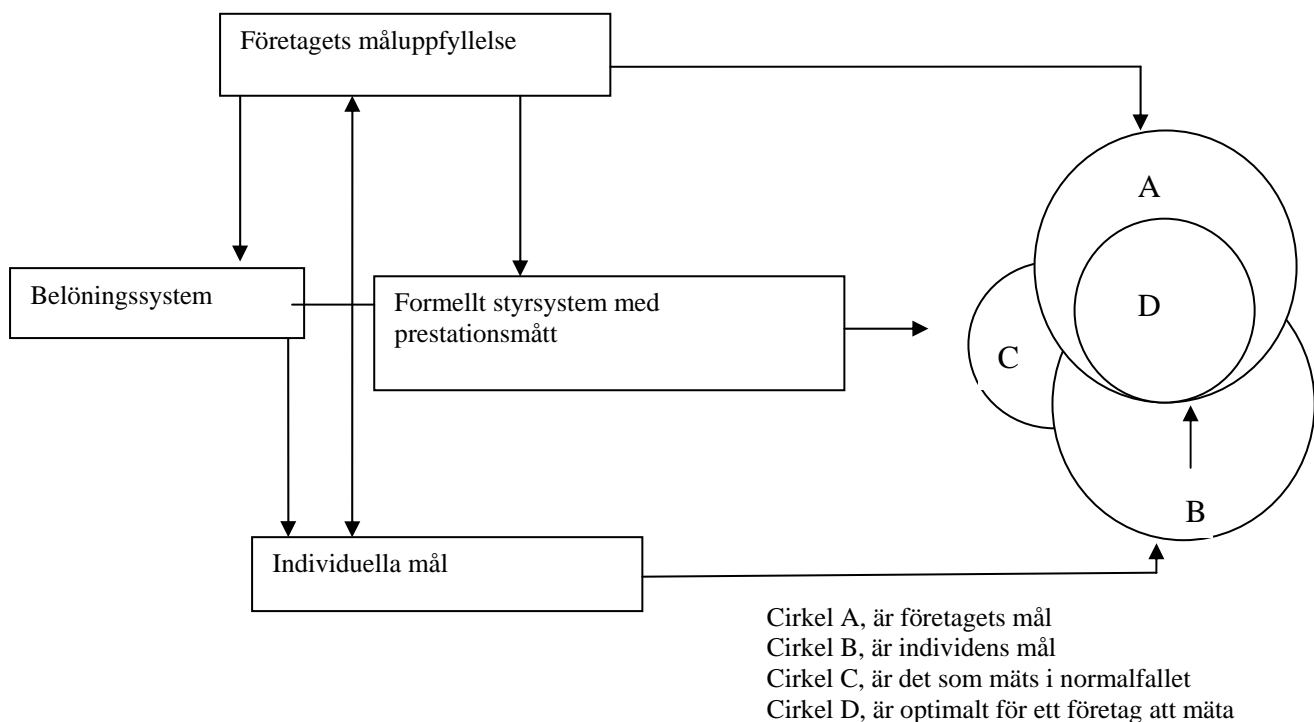 Företagets måluppfyllelse
A
Belöningssystem
Formellt styrsystem med
prestationsmått
D
C
B
Individuella mål
Cirkel A, är företagets mål
Cirkel B, är individens mål
Cirkel C, är det som mäts i normalfallet
Cirkel D, är optimalt för ett företag att mäta